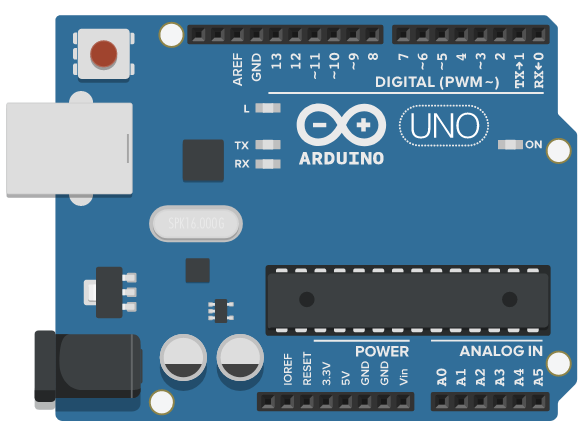 AREF
GND
13
12
~11
~10
~9
8
7
~6
~5
4
~3
2
TX→1
RX←0
DIGITAL (PWM~)
L
TX
RX
ARDUINO
UNO
ON
SPK16.000G
POWER
ANALOG IN
IOREF
RESET
3.3V
5V
GND
GND
Vin
A0
A1
A2
A3
A4
A5